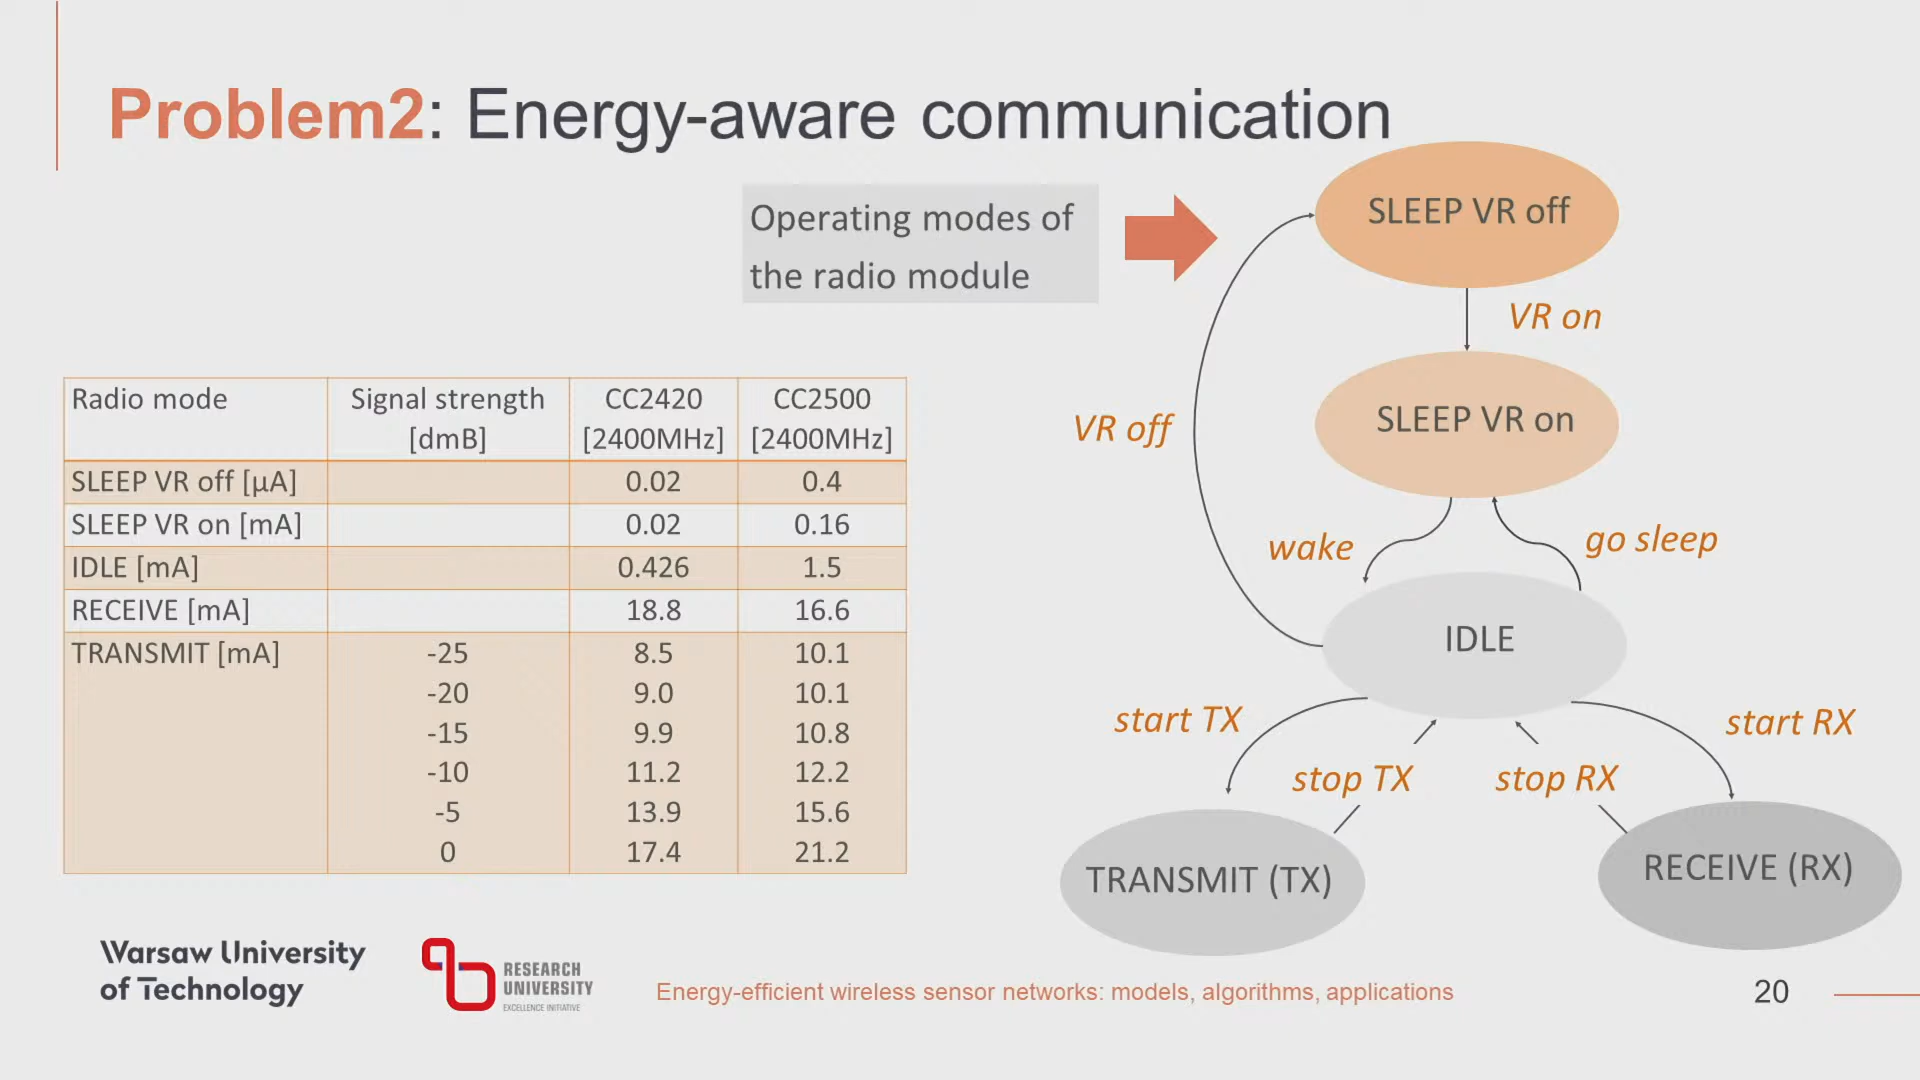 Problem2: Energy-aware communication
Operating modes of
the radio module
Radio mode Signal strength [dmB] CC2420 [2400MHz] CC2500 [2400MHz]
SLEEP VR off [µA] 0.02 0.4
SLEEP VR on [mA] 0.02 0.16
IDLE [mA] 0.426 1.5
RECEIVE [mA] 18.8 16.6
TRANSMIT [mA] -25 8.5 10.1
-20 9.0 10.1
-15 9.9 10.8
-10 11.2 12.2
-5 13.9 15.6
0 17.4 21.2
SLEEP VR off
VR on
SLEEP VR on
VR off
wake
go sleep
IDLE
start TX
start RX
stop TX
stop RX
TRANSMIT (TX)
RECEIVE (RX)
Warsaw University
of Technology
RESEARCH
UNIVERSITY
EXCELLENCE INITIATIVE
Energy-efficient wireless sensor networks: models, algorithms, applications
20